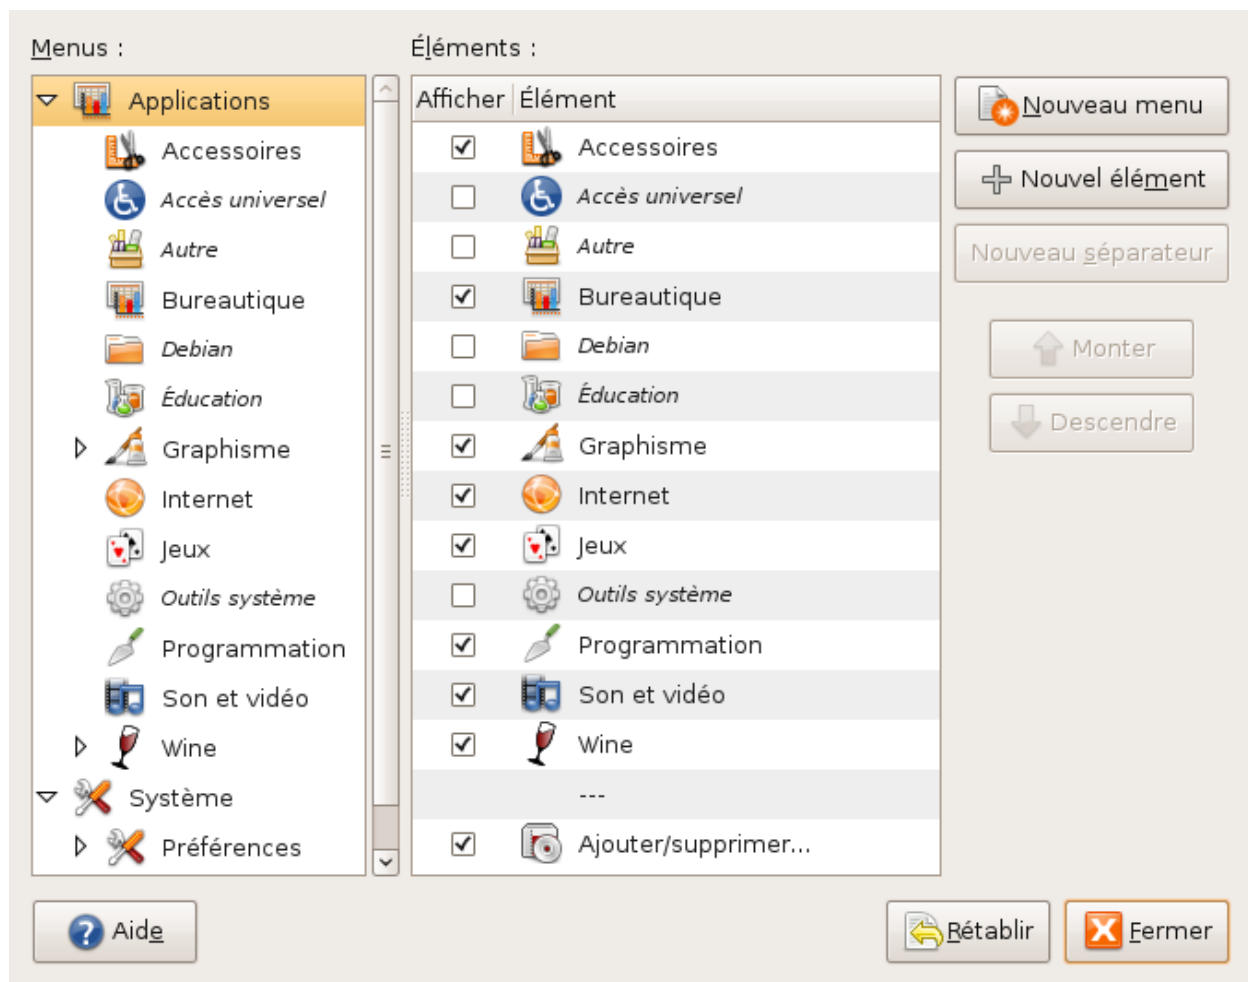 Menus :
Applications
Accessoires
Accès universel
Autre
Bureautique
Debian
Éducation
Graphisme
Internet
Jeux
Outils système
Programmation
Son et vidéo
Wine
Système
Préférences
Éléments :
Afficher Élément
Accessoires
Accès universel
Autre
Bureautique
Debian
Éducation
Graphisme
Internet
Jeux
Outils système
Programmation
Son et vidéo
Wine
---
Ajouter/supprimer...
Nouveau menu
Nouvel élément
Nouveau séparateur
Monter
Descendre
Aide
Rétablir
Fermer